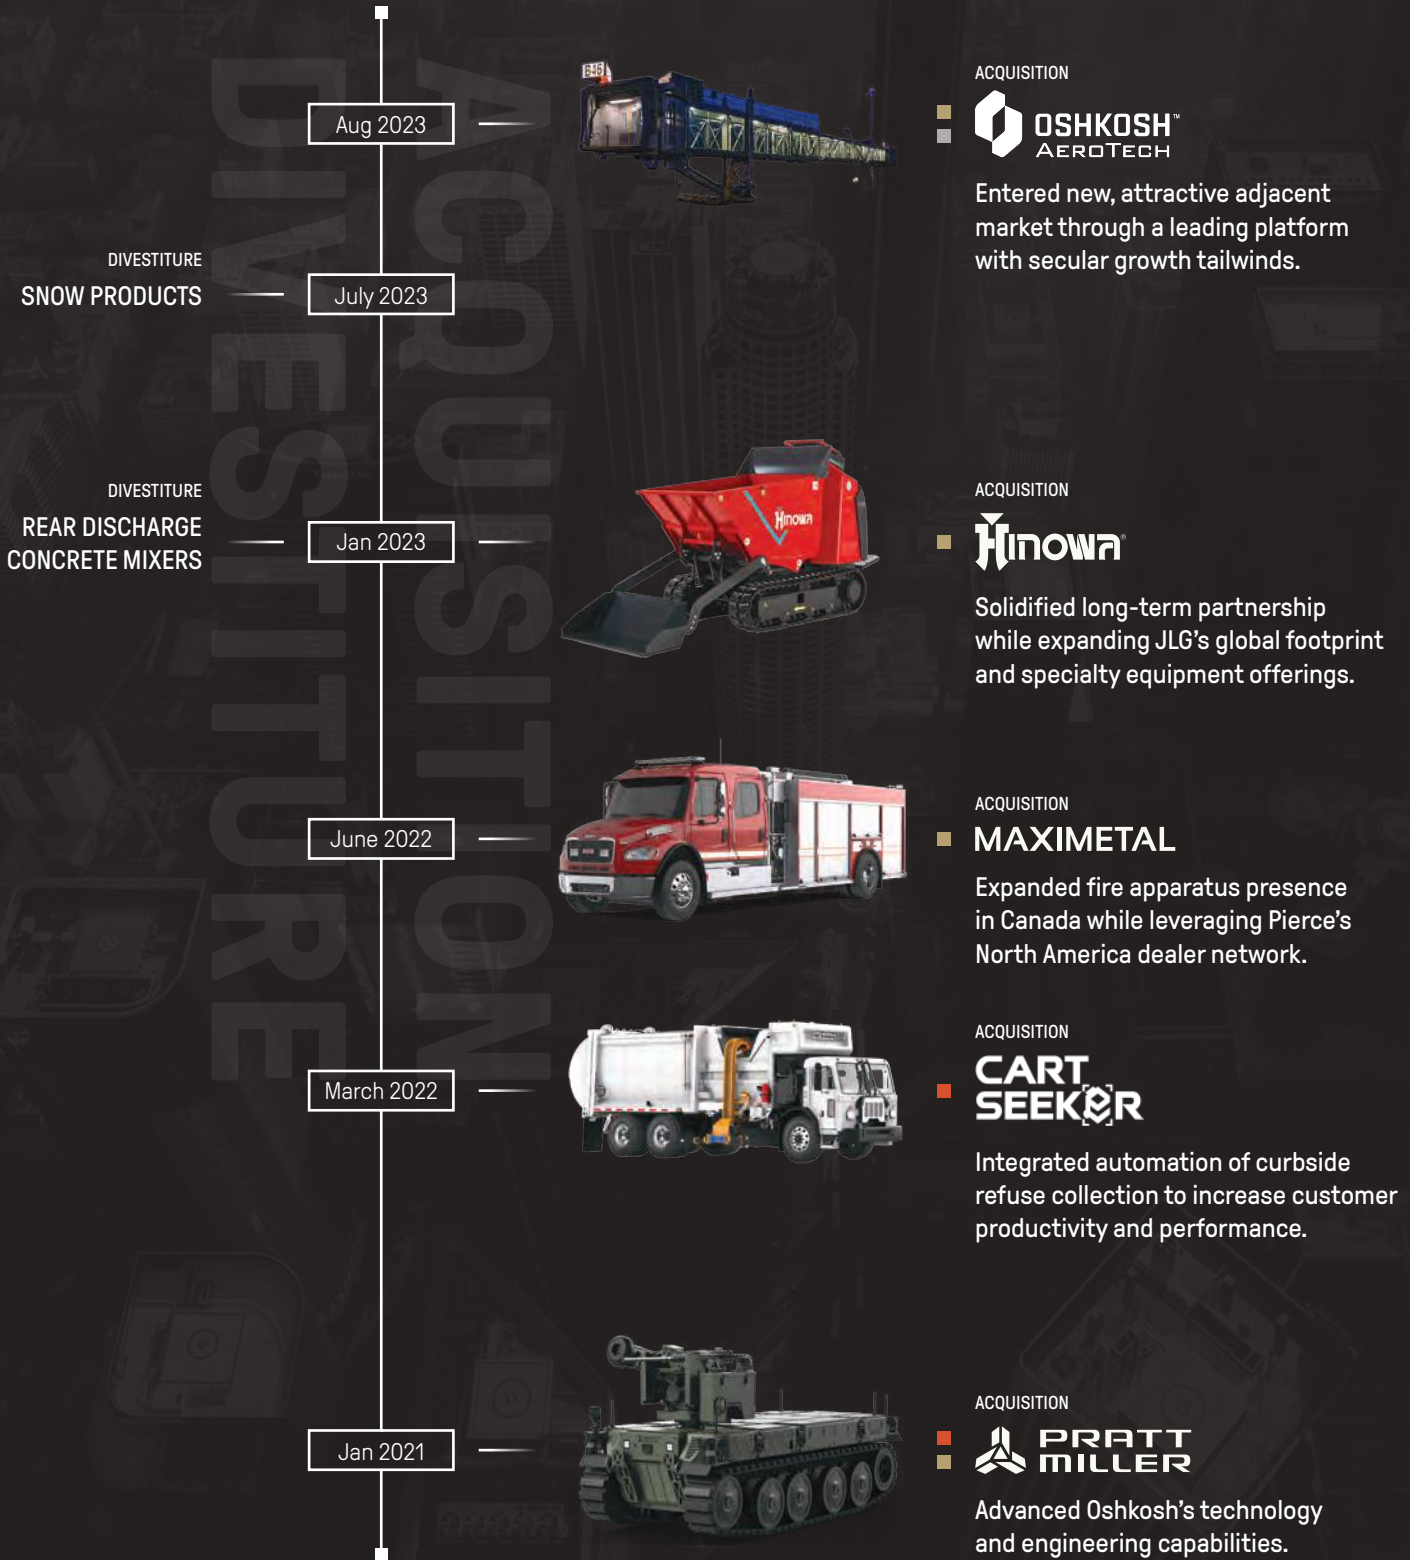 ACQUISITION
DIVESTITURE
B46
Aug 2023
ACQUISITION
OSHKOSH™
AEROTECH
Entered new, attractive adjacent
market through a leading platform
with secular growth tailwinds.
DIVESTITURE
SNOW PRODUCTS
July 2023
DIVESTITURE
REAR DISCHARGE
CONCRETE MIXERS
Jan 2023
HINOWA
ACQUISITION
HINOWA®
Solidified long-term partnership
while expanding JLG’s global footprint
and specialty equipment offerings.
June 2022
ACQUISITION
MAXIMETAL
Expanded fire apparatus presence
in Canada while leveraging Pierce’s
North America dealer network.
March 2022
ACQUISITION
CART
SEEKER
Integrated automation of curbside
refuse collection to increase customer
productivity and performance.
Jan 2021
ACQUISITION
PRATT
MILLER
Advanced Oshkosh’s technology
and engineering capabilities.